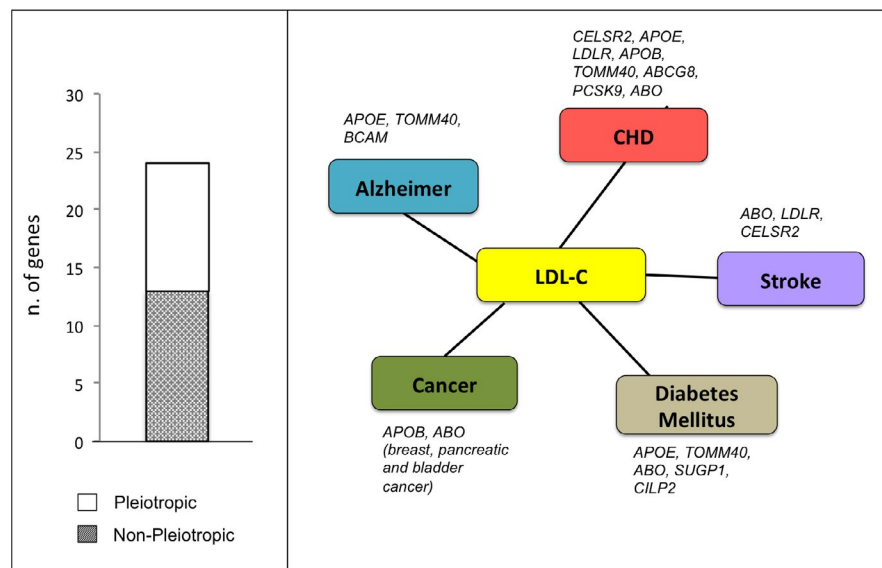 30
25
20
15
10
5
0
n. of genes
Pleiotropic
Non-Pleiotropic
CELSR2, APOE,
LDLR, APOB,
TOMM40, ABCG8,
PCSK9, ABO
CHD
APOE, TOMM40,
BCAM
Alzheimer
ABO, LDLR,
CELSR2
Stroke
LDL-C
Cancer
APOB, ABO
(breast, pancreatic
and bladder
cancer)
Diabetes
Mellitus
APOE, TOMM40,
ABO, SUGP1,
CILP2